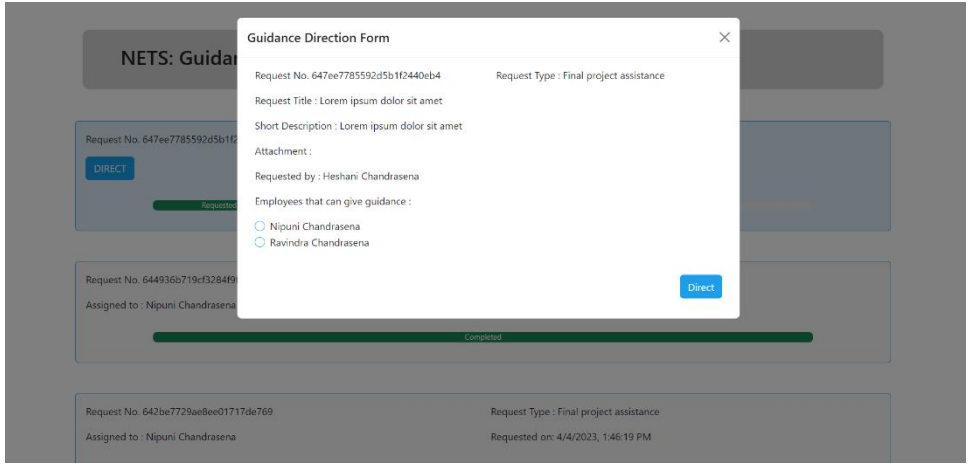 NETS: Guidan
Guidance Direction Form
Request No. 647ee7785592d5b1f2440eb4 Request Type : Final project assistance
Request Title : Lorem ipsum dolor sit amet
Short Description : Lorem ipsum dolor sit amet
Attachment :
Requested by : Heshani Chandrasena
Employees that can give guidance :
Nipuni Chandrasena
Ravindra Chandrasena
Direct
Request No. 647ee7785592d5b1f2
DIRECT
Requested
Request No. 644936b719cf3284f9
Assigned to : Nipuni Chandrasena
Completed
Request No. 642be7729ae8ee01717de769 Request Type : Final project assistance
Assigned to : Nipuni Chandrasena Requested on: 4/4/2023, 1:46:19 PM